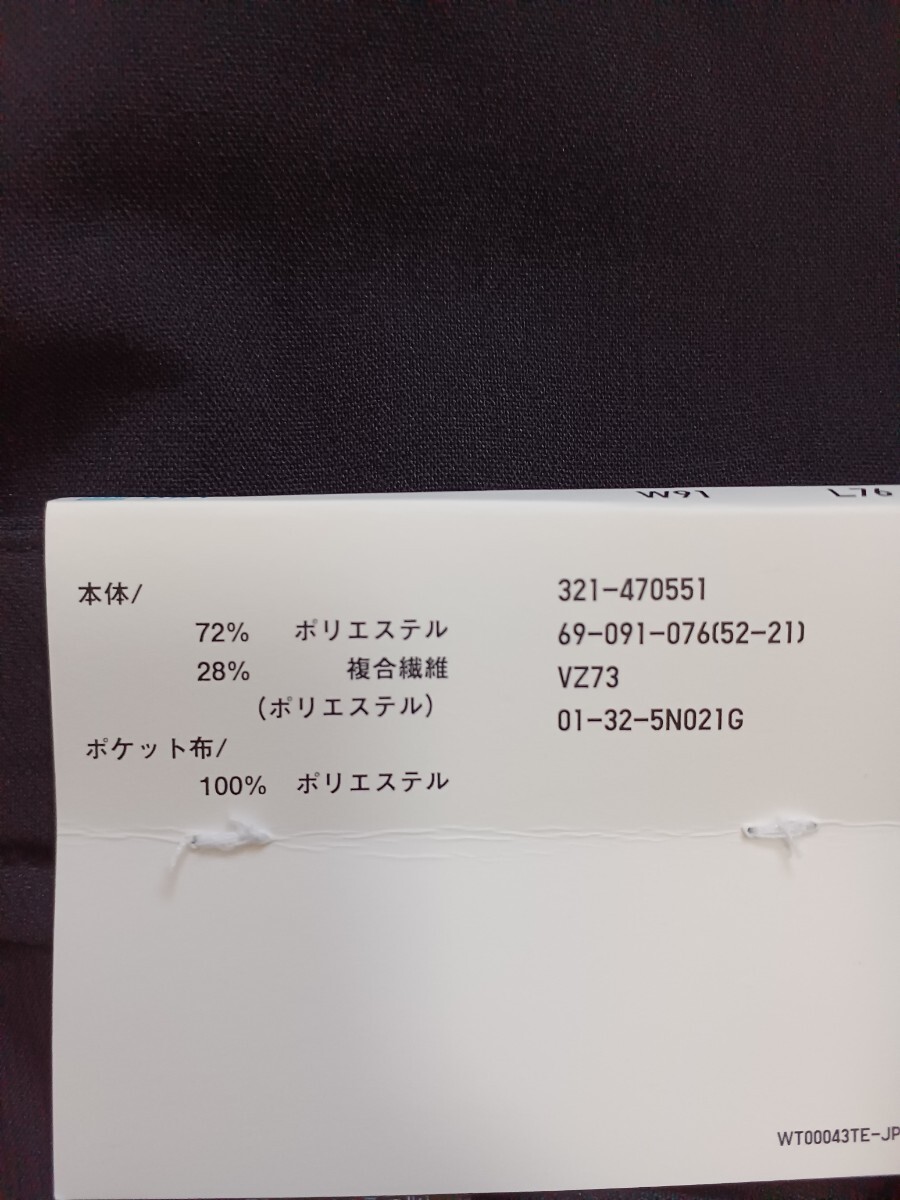 W91 L76
本体/
72% ポリエステル
28% 複合繊維
(ポリエステル)
ポケット布/
100% ポリエステル
321-470551
69-091-076(52-21)
VZ73
01-32-5N021G
WT00043TE-JP